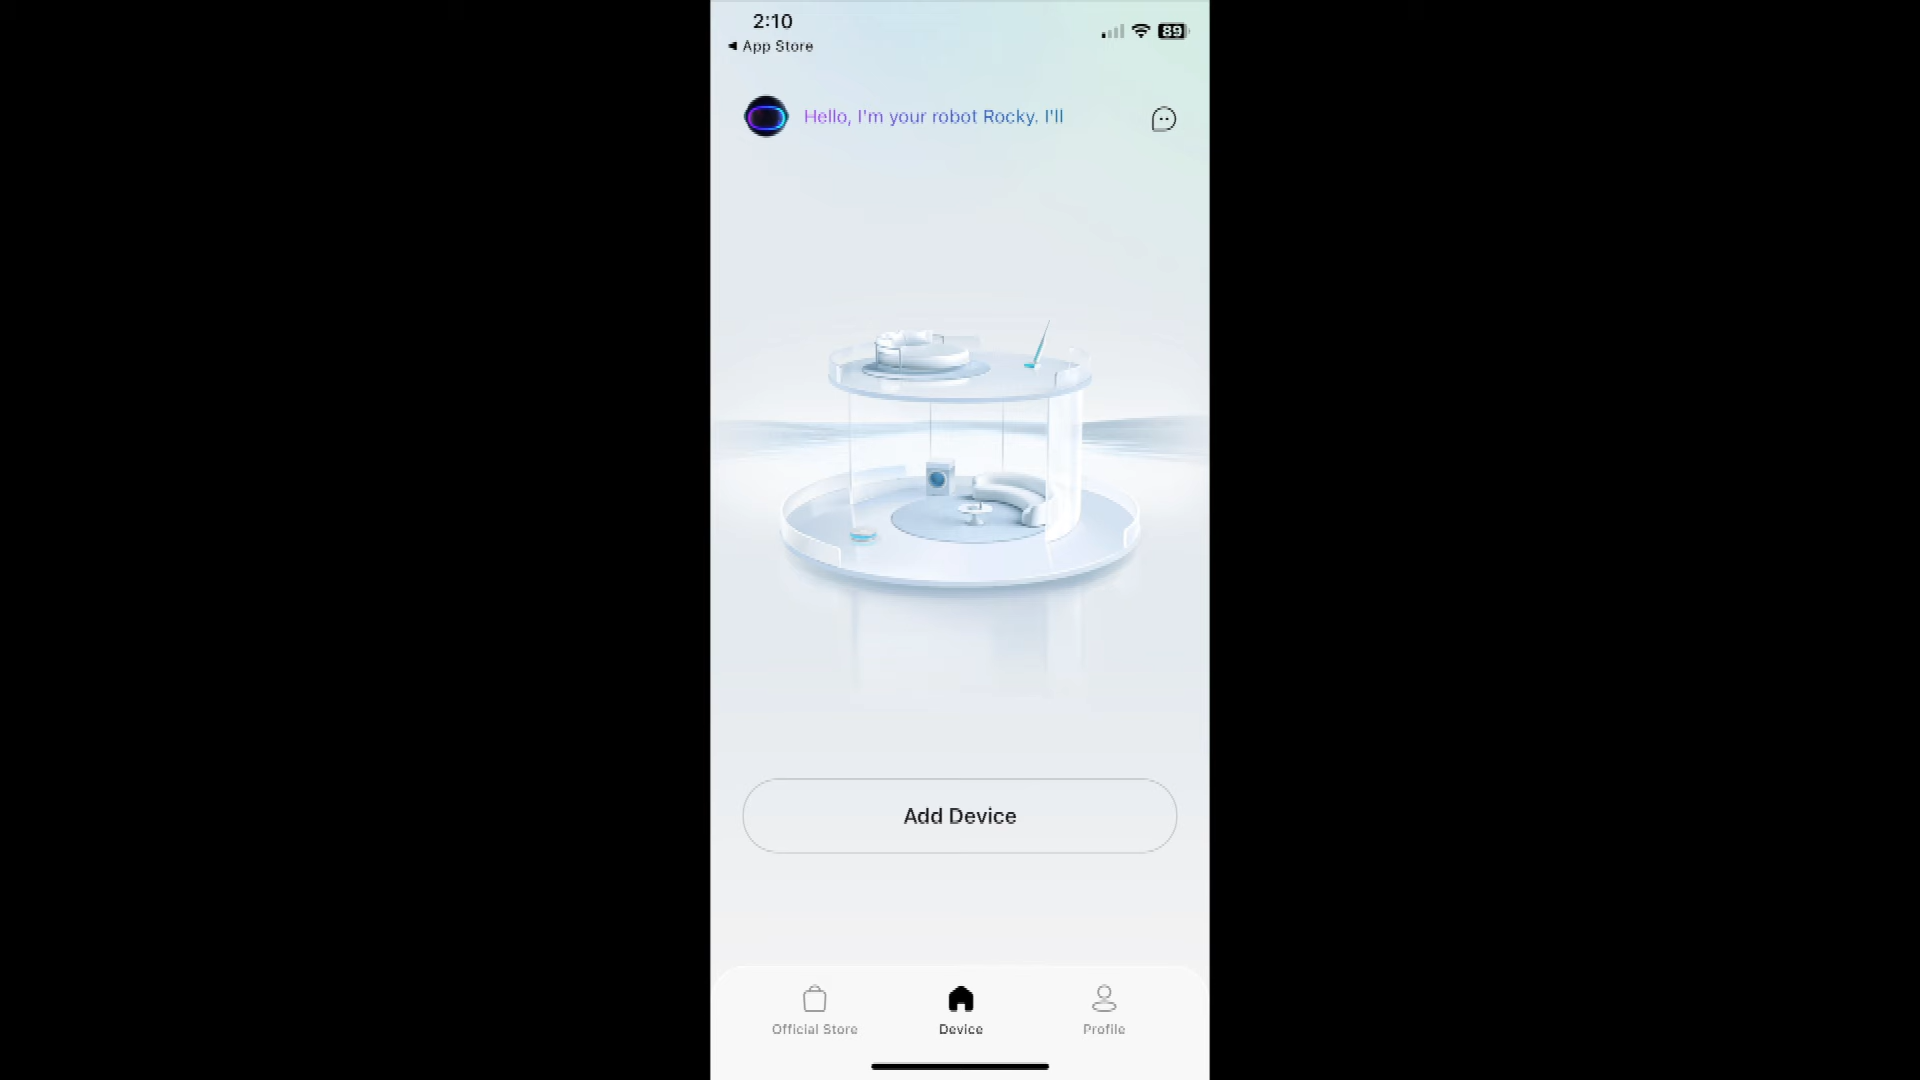 2:10
89
◀ App Store
Hello, I'm your robot Rocky. I'll
Add Device
Official Store
Device
Profile